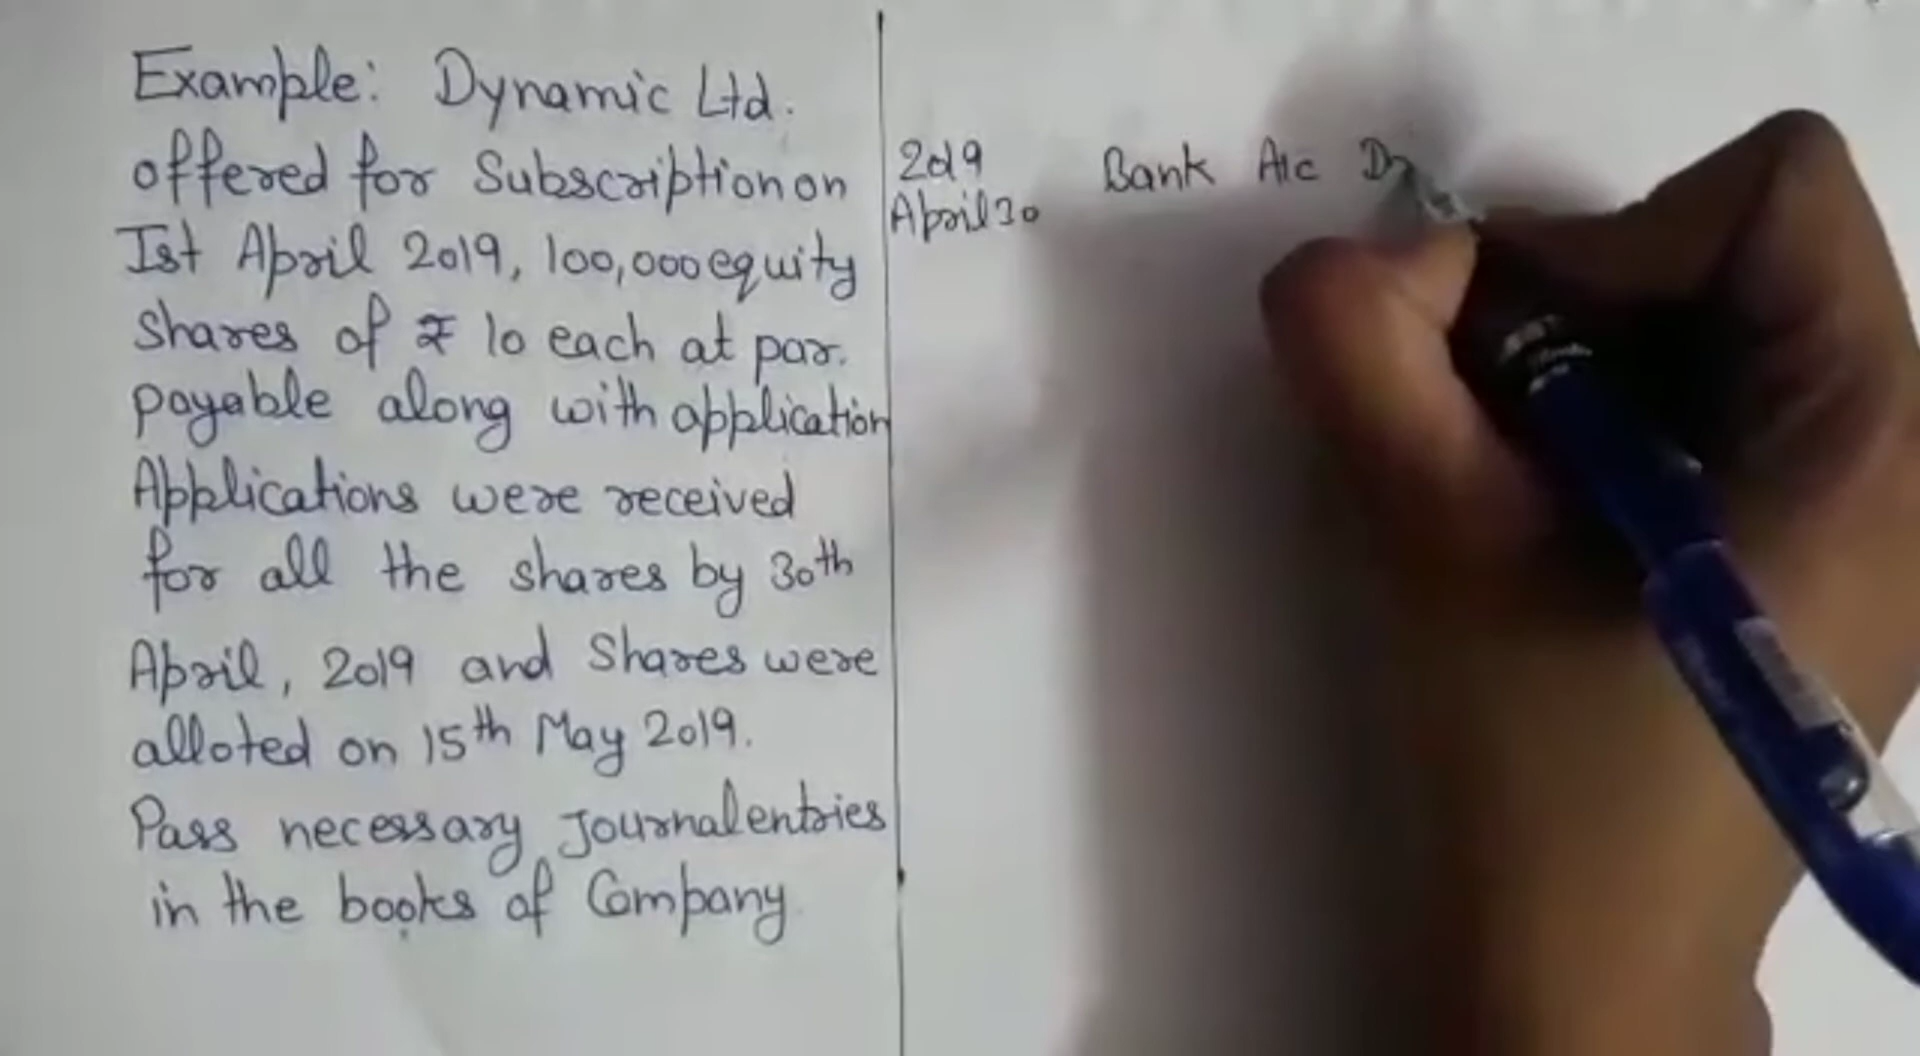 Example: Dynamic Ltd.
offered for Subscription on
Ist April 2019, 100,000 equity
Shares of ₹ 10 each at par.
payable along with application
Applications were received
for all the shares by 30th
April, 2019 and Shares were
alloted on 15th May 2019.
Pass necessary Journal entries
in the books of Company
2019
April 30
Bank A/c Dr